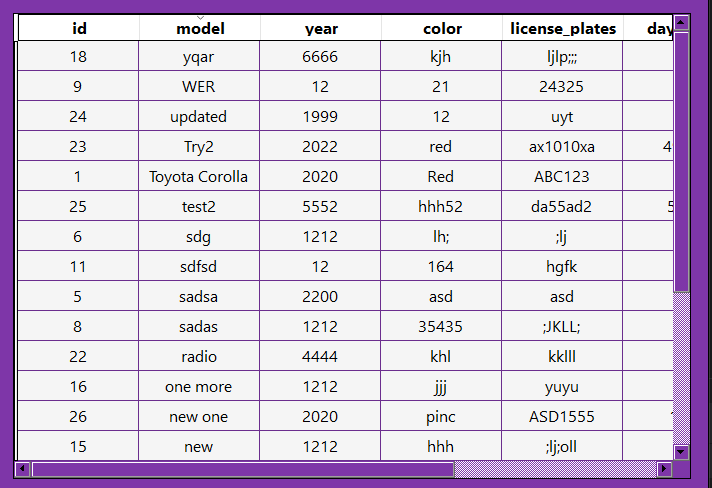 id model year color license_plates day
18 yqar 6666 kjh ljlp;;;
9 WER 12 21 24325
24 updated 1999 12 uyt
23 Try2 2022 red ax1010xa 4
1 Toyota Corolla 2020 Red ABC123
25 test2 5552 hhh52 da55ad2 5
6 sdg 1212 lh; ;lj
11 sdfsd 12 164 hgfk
5 sadsa 2200 asd asd
8 sadas 1212 35435 ;JKLL;
22 radio 4444 khl kklll
16 one more 1212 jjj yuyu
26 new one 2020 pinc ASD1555
15 new 1212 hhh ;lj;oll